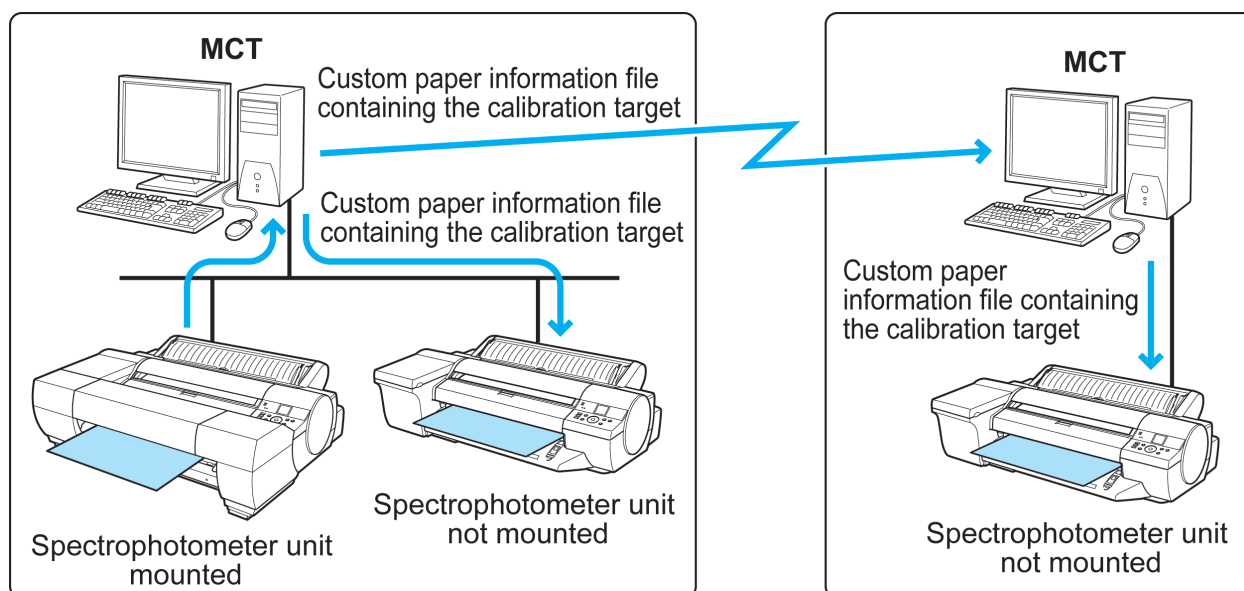 MCT
Custom paper information file
containing the calibration target
Custom paper information file
containing the calibration target
Spectrophotometer unit
mounted
Spectrophotometer unit
not mounted
MCT
Custom paper
information file containing
the calibration target
Spectrophotometer unit
not mounted